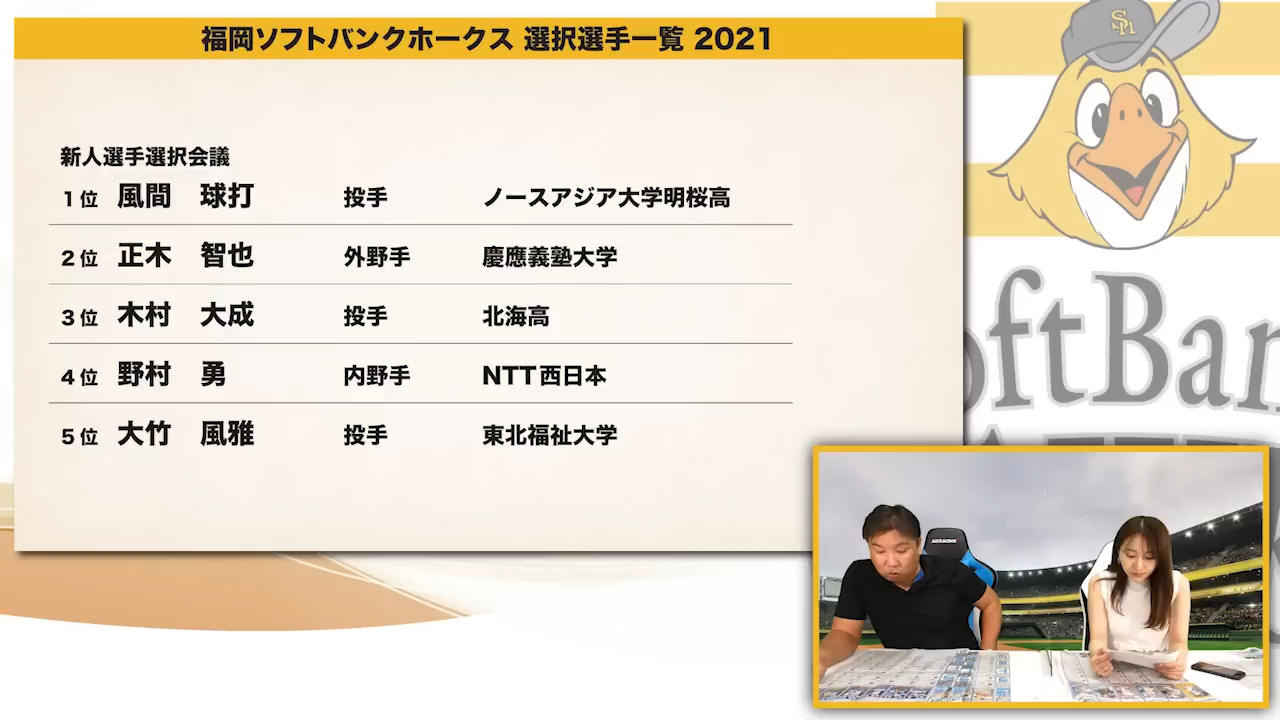 福岡ソフトバンクホークス 選択選手一覧 2021
新人選手選択会議
1位 風間 球打 投手 ノースアジア大学明桜高
2位 正木 智也 外野手 慶應義塾大学
3位 木村 大成 投手 北海高
4位 野村 勇 内野手 NTT西日本
5位 大竹 風雅 投手 東北福祉大学
SH
oftBan
AKRACING